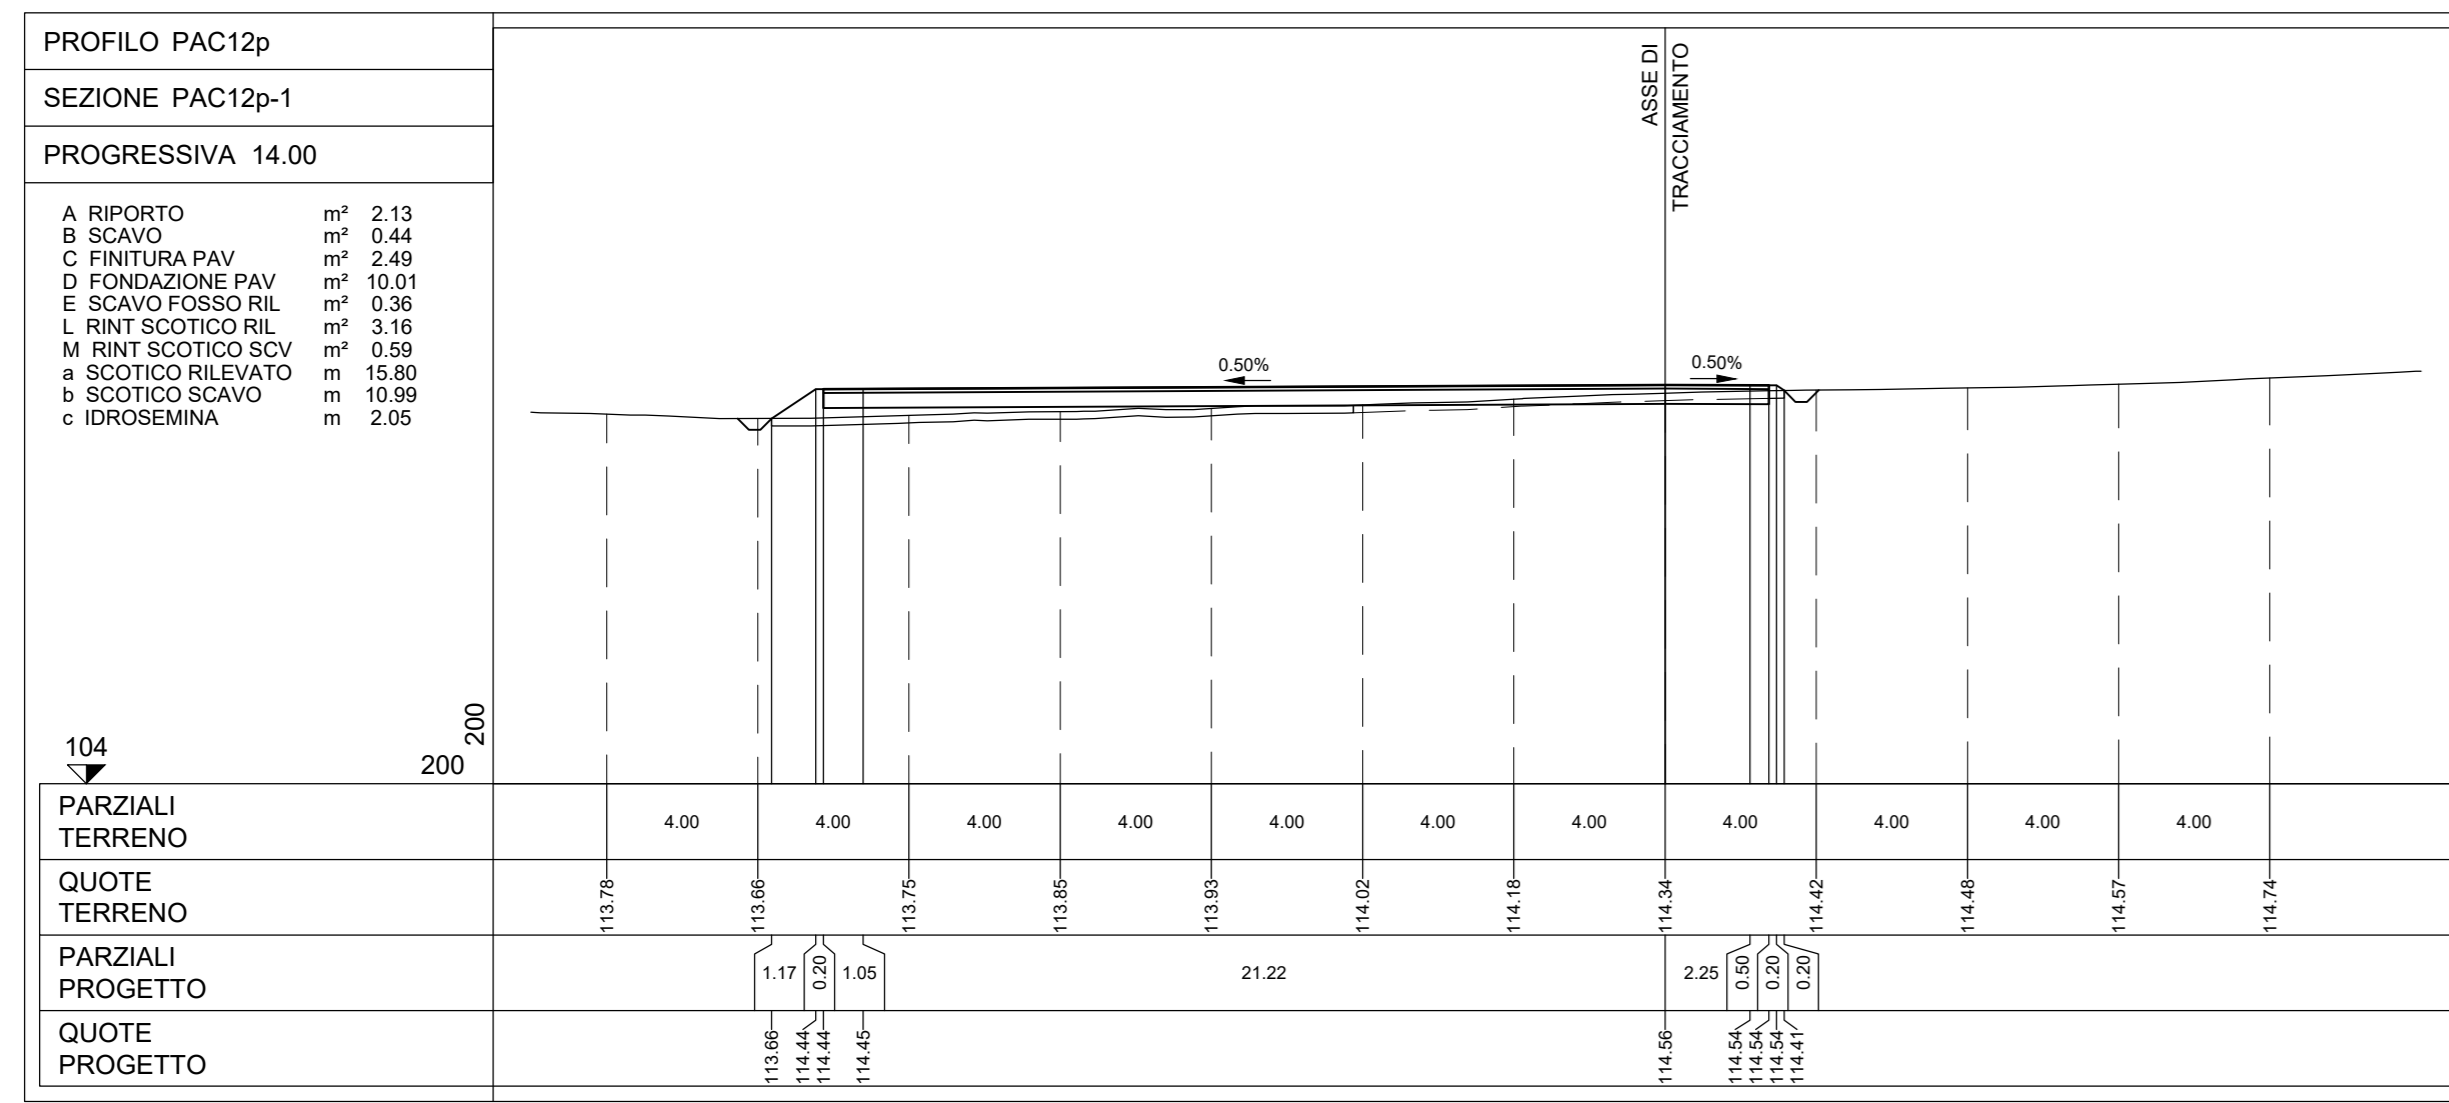 PROFILO PAC12p
SEZIONE PAC12p-1
PROGRESSIVA 14.00
A RIPORTO m² 2.13
B SCAVO m² 0.44
C FINITURA PAV m² 2.49
D FONDAZIONE PAV m² 10.01
E SCAVO FOSSO RIL m² 0.36
L RINT SCOTICO RIL m² 3.16
M RINT SCOTICO SCV m² 0.59
a SCOTICO RILEVATO m 15.80
b SCOTICO SCAVO m 10.99
c IDROSEMINA m 2.05
ASSE DI
TRACCIAMENTO
0.50% 0.50%
104
200
200
PARZIALI
TERRENO
4.00 4.00 4.00 4.00 4.00 4.00 4.00 4.00 4.00 4.00 4.00
QUOTE
TERRENO
113.78 113.66 113.75 113.85 113.93 114.02 114.18 114.34 114.42 114.48 114.57 114.74
PARZIALI
PROGETTO
1.17 0.20 1.05 21.22 2.25 0.50 0.20 0.20
QUOTE
PROGETTO
113.66 114.44 114.44 114.45 114.56 114.54 114.54 114.54 114.41